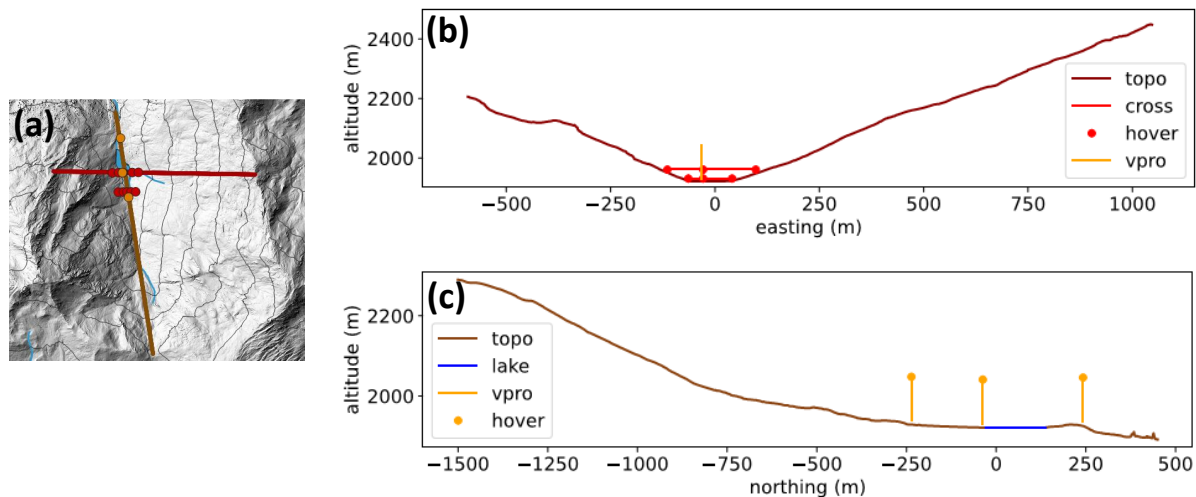 (a)
(b)
altitude (m)
2400
2200
2000
topo
cross
hover
vpro
−500
−250
0
250
500
750
1000
easting (m)
(c)
altitude (m)
2200
2000
topo
lake
vpro
hover
−1500
−1250
−1000
−750
−500
−250
0
250
500
northing (m)